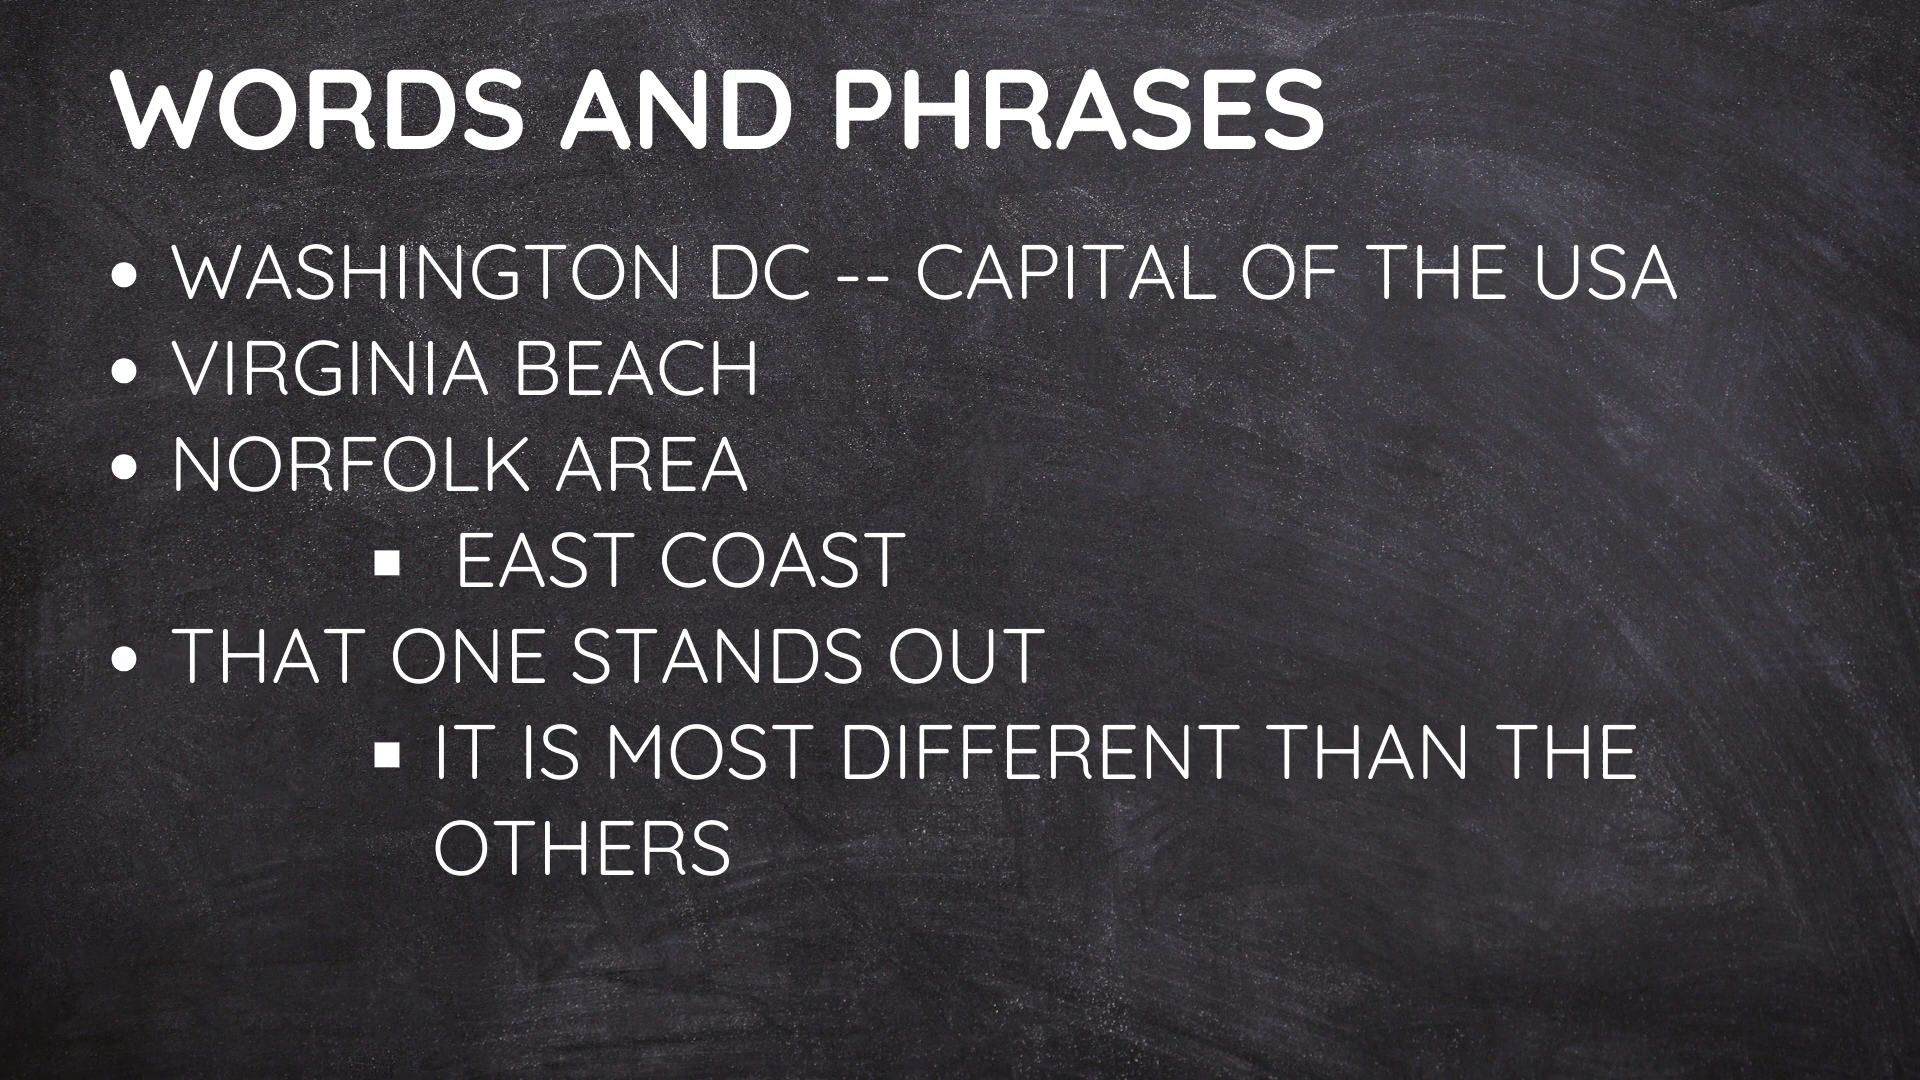 WORDS AND PHRASES
• WASHINGTON DC -- CAPITAL OF THE USA
• VIRGINIA BEACH
• NORFOLK AREA
▪ EAST COAST
• THAT ONE STANDS OUT
▪ IT IS MOST DIFFERENT THAN THE
OTHERS